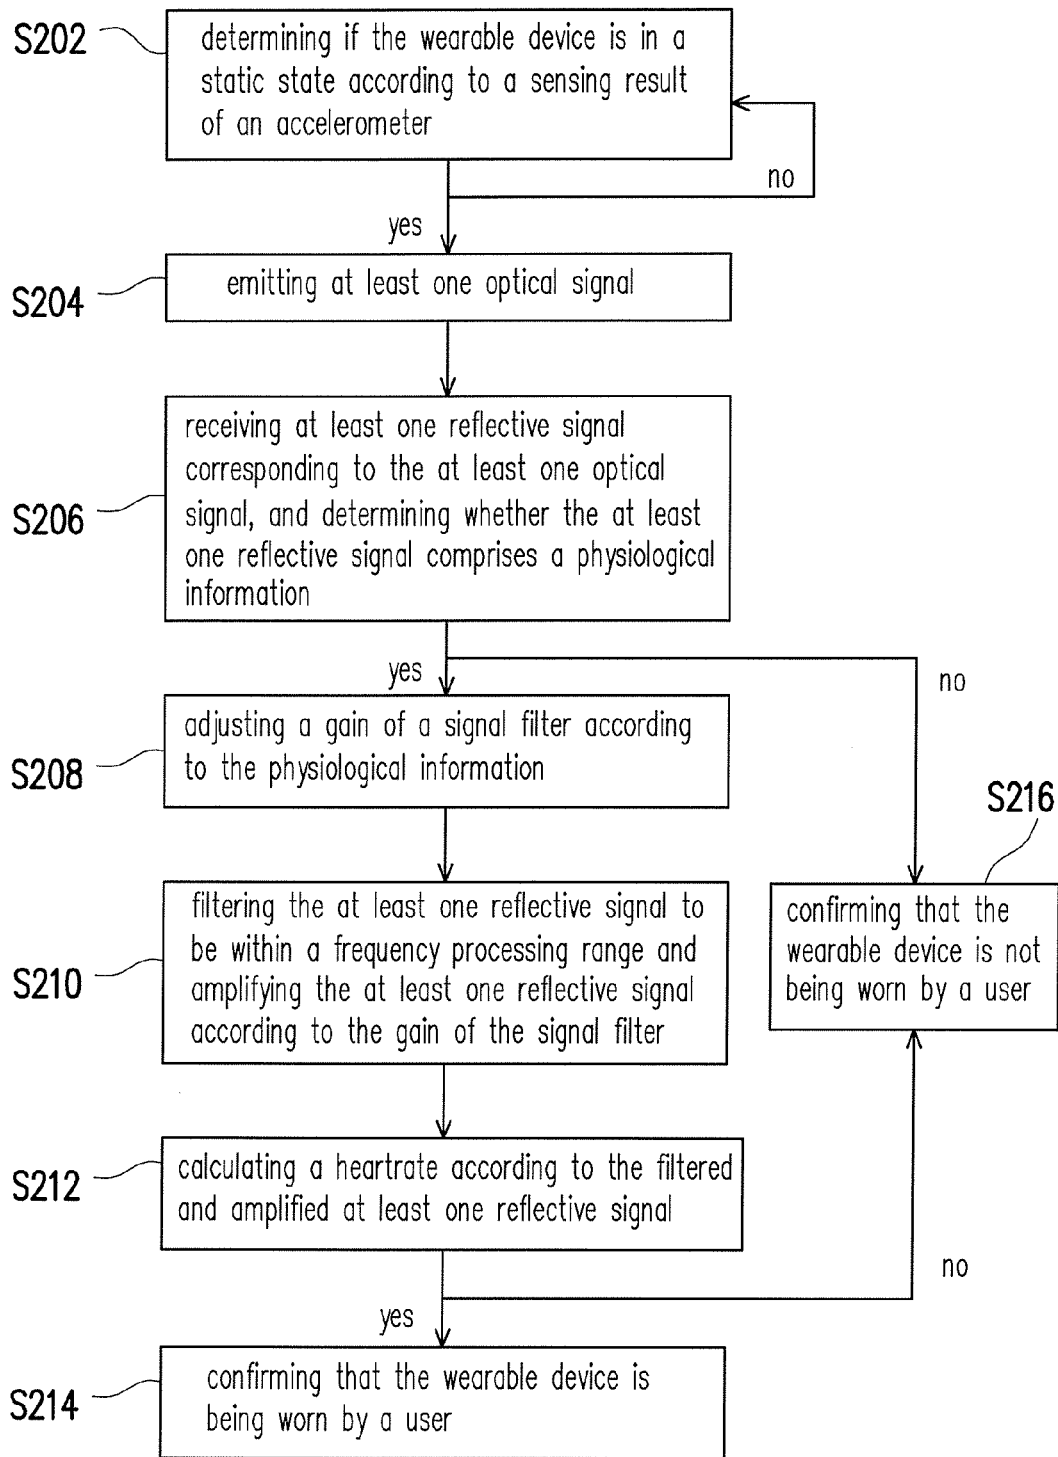 S202
determining if the wearable device is in a
static state according to a sensing result
of an accelerometer
no
yes
S204
emitting at least one optical signal
S206
receiving at least one reflective signal
corresponding to the at least one optical
signal, and determining whether the at least
one reflective signal comprises a physiological
information
yes
no
S208
adjusting a gain of a signal filter according
to the physiological information
S216
confirming that the
wearable device is not
being worn by a user
S210
filtering the at least one reflective signal to
be within a frequency processing range and
amplifying the at least one reflective signal
according to the gain of the signal filter
S212
calculating a heartrate according to the filtered
and amplified at least one reflective signal
no
yes
S214
confirming that the wearable device is
being worn by a user